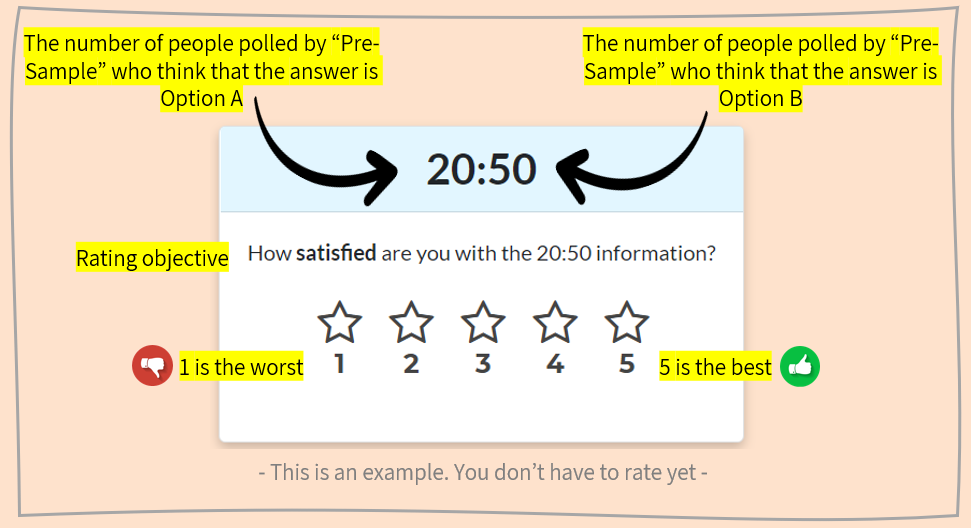 The number of people polled by “Pre-
Sample” who think that the answer is
Option A
The number of people polled by “Pre-
Sample” who think that the answer is
Option B
20:50
Rating objective
How satisfied are you with the 20:50 information?
1 2 3 4 5
1 is the worst
5 is the best
- This is an example. You don’t have to rate yet -